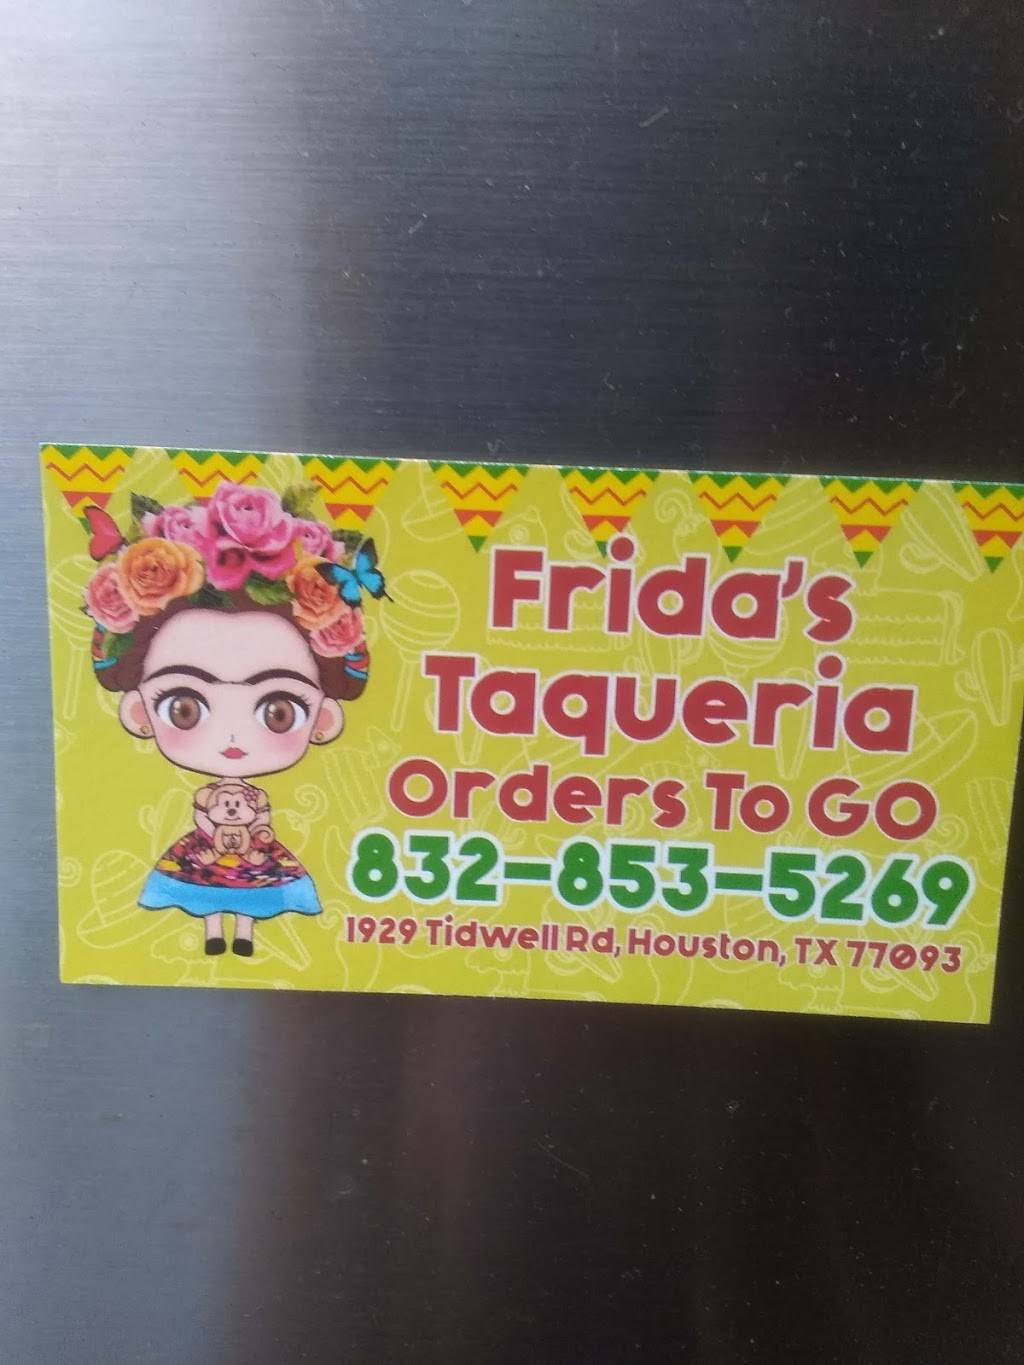 Frida's
Taqueria
Orders To GO
832-853-5269
1929 Tidwell Rd, Houston, TX 77093